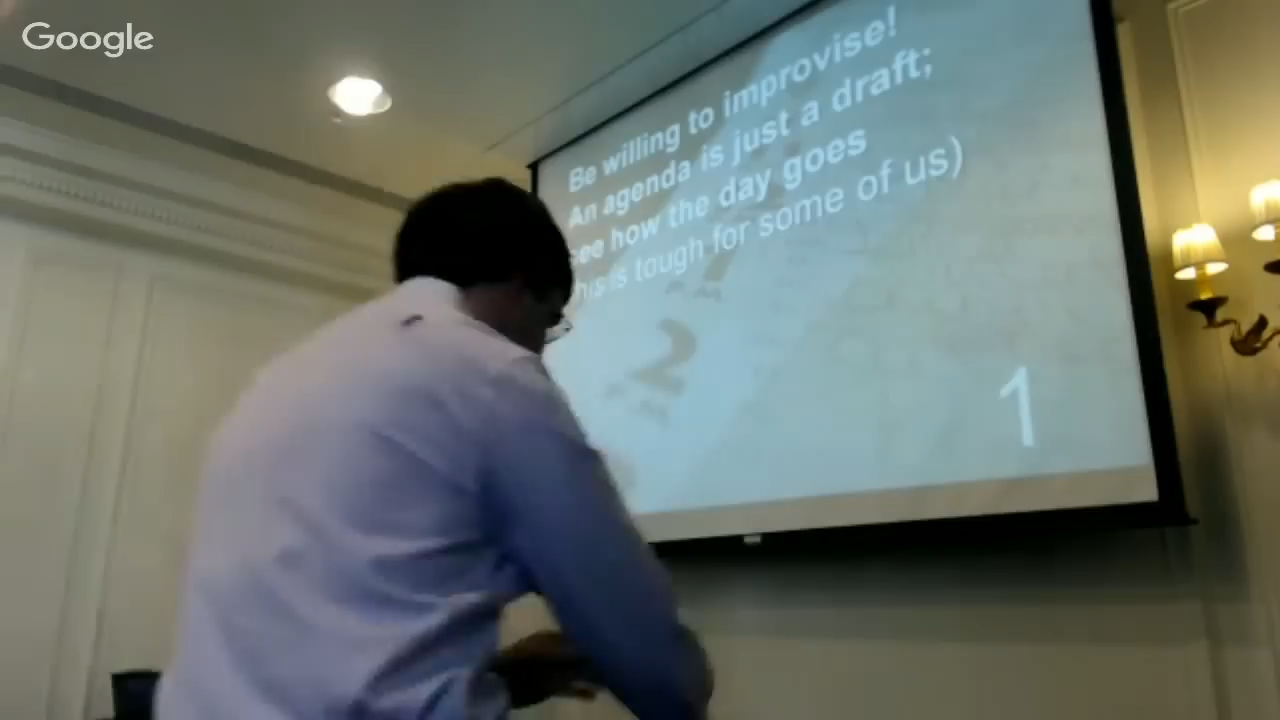 Google
Be willing to improvise!
An agenda is just a draft;
see how the day goes
this is tough for some of us)
2
1